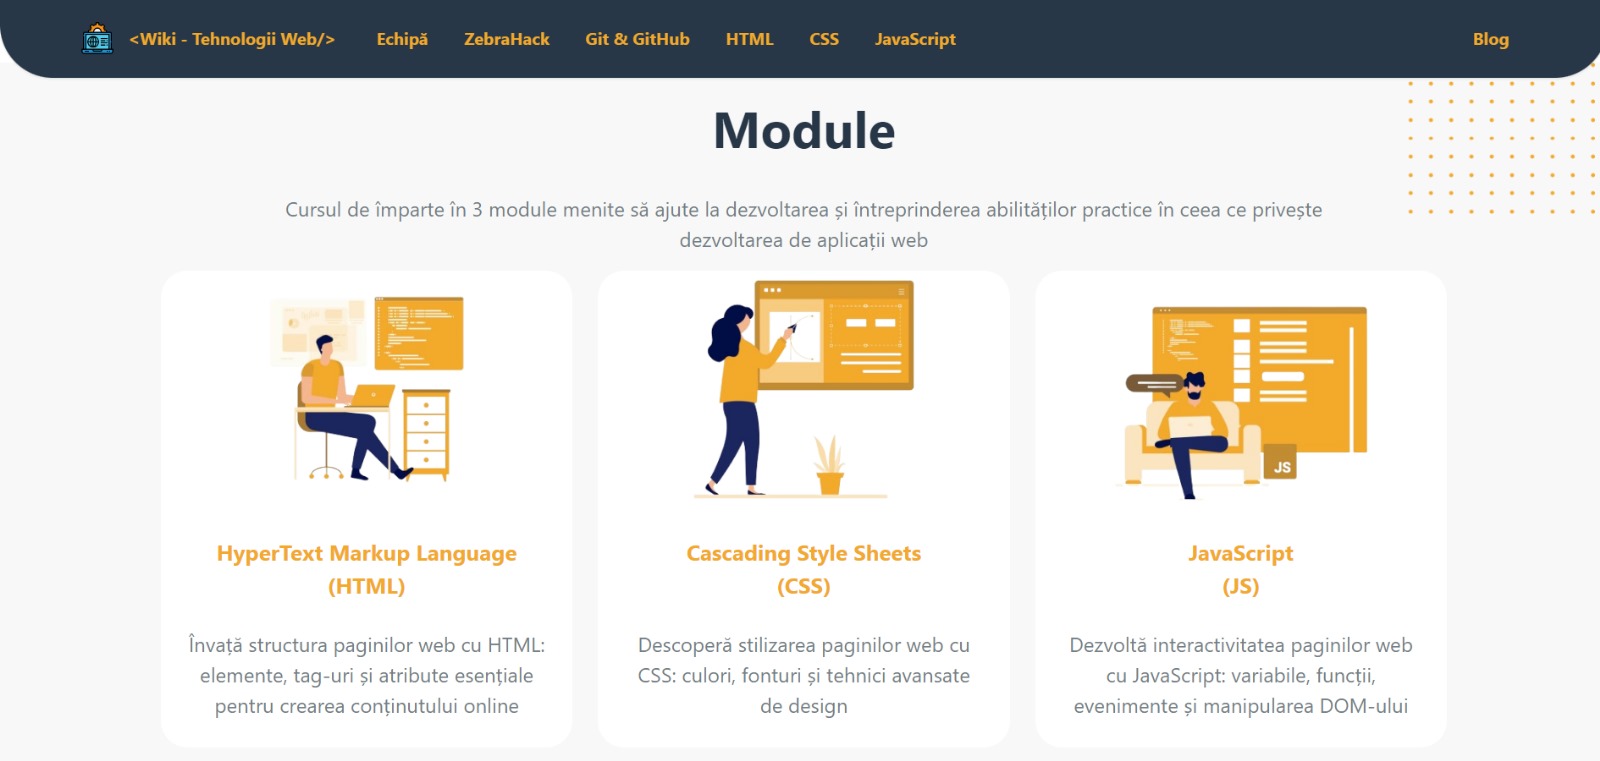 <Wiki - Tehnologii Web/> Echipă ZebraHack Git & GitHub HTML CSS JavaScript Blog
Module
Cursul de împarte în 3 module menite să ajute la dezvoltarea și întreprinderea abilităților practice în ceea ce privește
dezvoltarea de aplicații web
JS
HyperText Markup Language
(HTML)
Învață structura paginilor web cu HTML:
elemente, tag-uri și atribute esențiale
pentru crearea conținutului online
Cascading Style Sheets
(CSS)
Descoperă stilizarea paginilor web cu
CSS: culori, fonturi și tehnici avansate
de design
JavaScript
(JS)
Dezvoltă interactivitatea paginilor web
cu JavaScript: variabile, funcții,
evenimente și manipularea DOM-ului